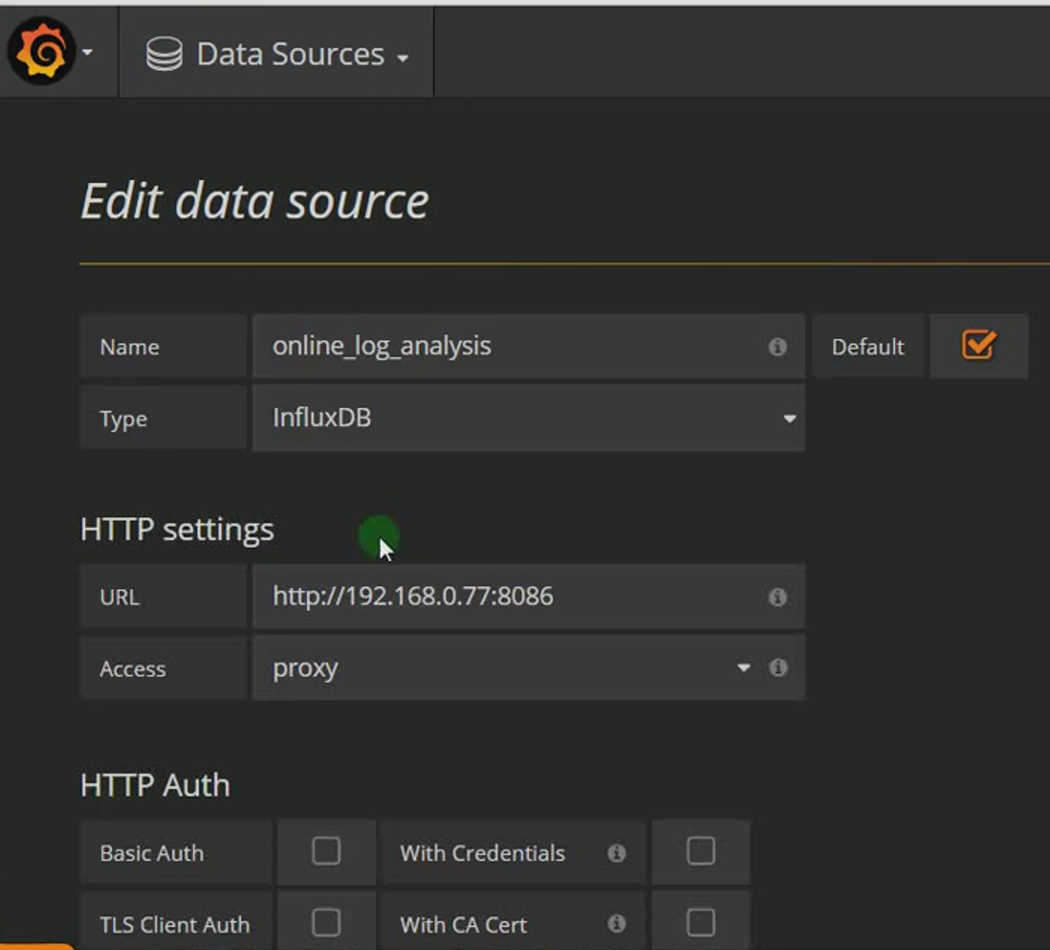 Data Sources
Edit data source
Name online_log_analysis Default
Type InfluxDB
HTTP settings
URL http://192.168.0.77:8086
Access proxy
HTTP Auth
Basic Auth With Credentials
TLS Client Auth With CA Cert